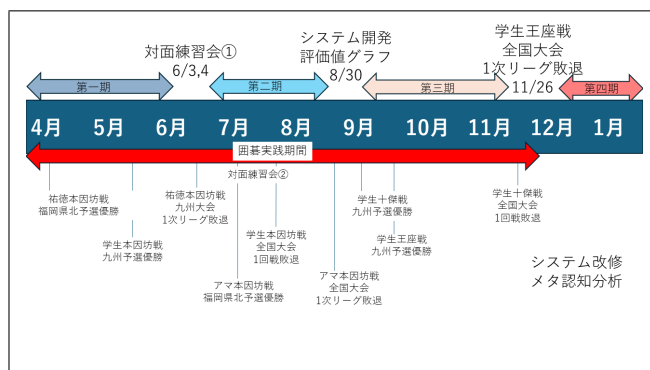 対面練習会①
6/3,4
システム開発
評価値グラフ
8/30
学生王座戦
全国大会
1次リーグ敗退
11/26
第一期
第二期
第三期
第四期
4月 5月 6月 7月 8月 9月 10月 11月 12月 1月
囲碁実践期間
対面練習会②
祐徳本因坊戦
福岡県北予選優勝
学生本因坊戦
九州予選優勝
祐徳本因坊戦
九州大会
1次リーグ敗退
アマ本因坊戦
福岡県北予選優勝
学生本因坊戦
全国大会
1回戦敗退
アマ本因坊戦
全国大会
1次リーグ敗退
学生十傑戦
九州予選優勝
学生王座戦
九州予選優勝
学生十傑戦
全国大会
1回戦敗退
システム改修
メタ認知分析